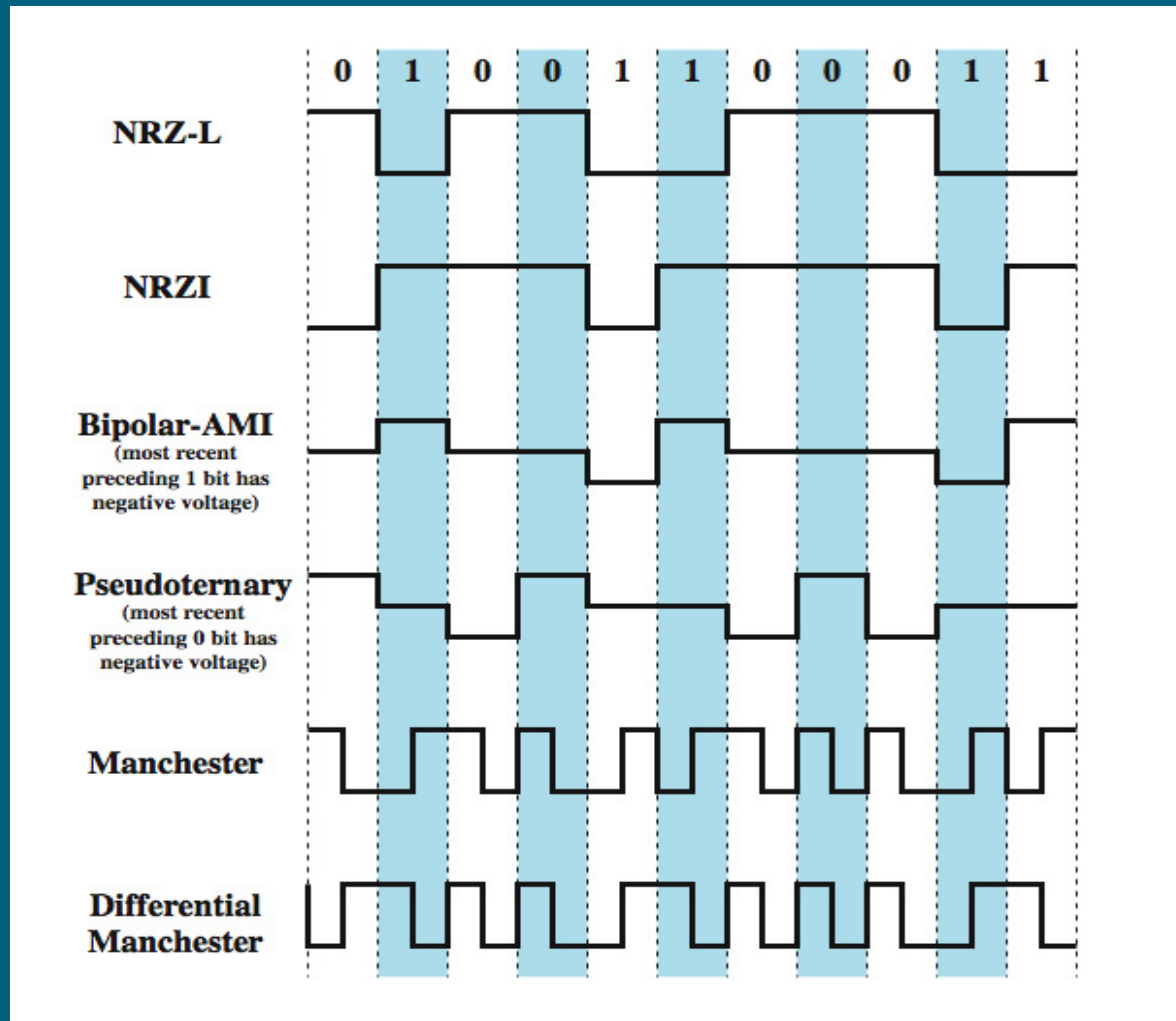 0 1 0 0 1 1 0 0 0 1 1
NRZ-L
NRZI
Bipolar-AMI
(most recent
preceding 1 bit has
negative voltage)
Pseudoternary
(most recent
preceding 0 bit has
negative voltage)
Manchester
Differential
Manchester